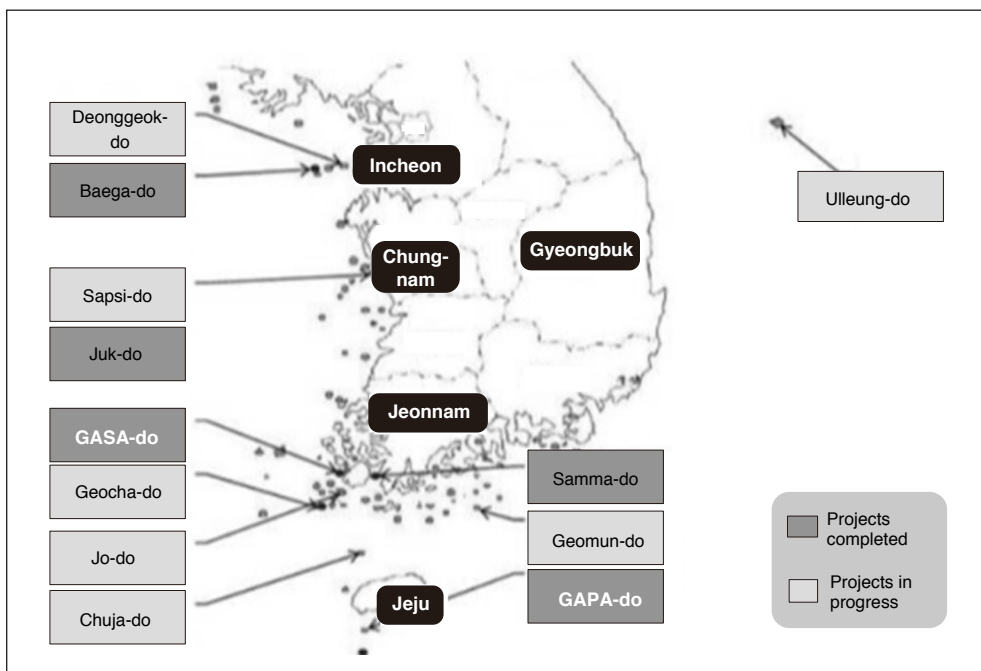 Deonggeok-
do
Baega-do
Sapsi-do
Juk-do
GASA-do
Geocha-do
Jo-do
Chuja-do
Incheon
Chung-
nam
Gyeongbuk
Jeonnam
Jeju
Ulleung-do
Samma-do
Geomun-do
GAPA-do
Projects
completed
Projects in
progress